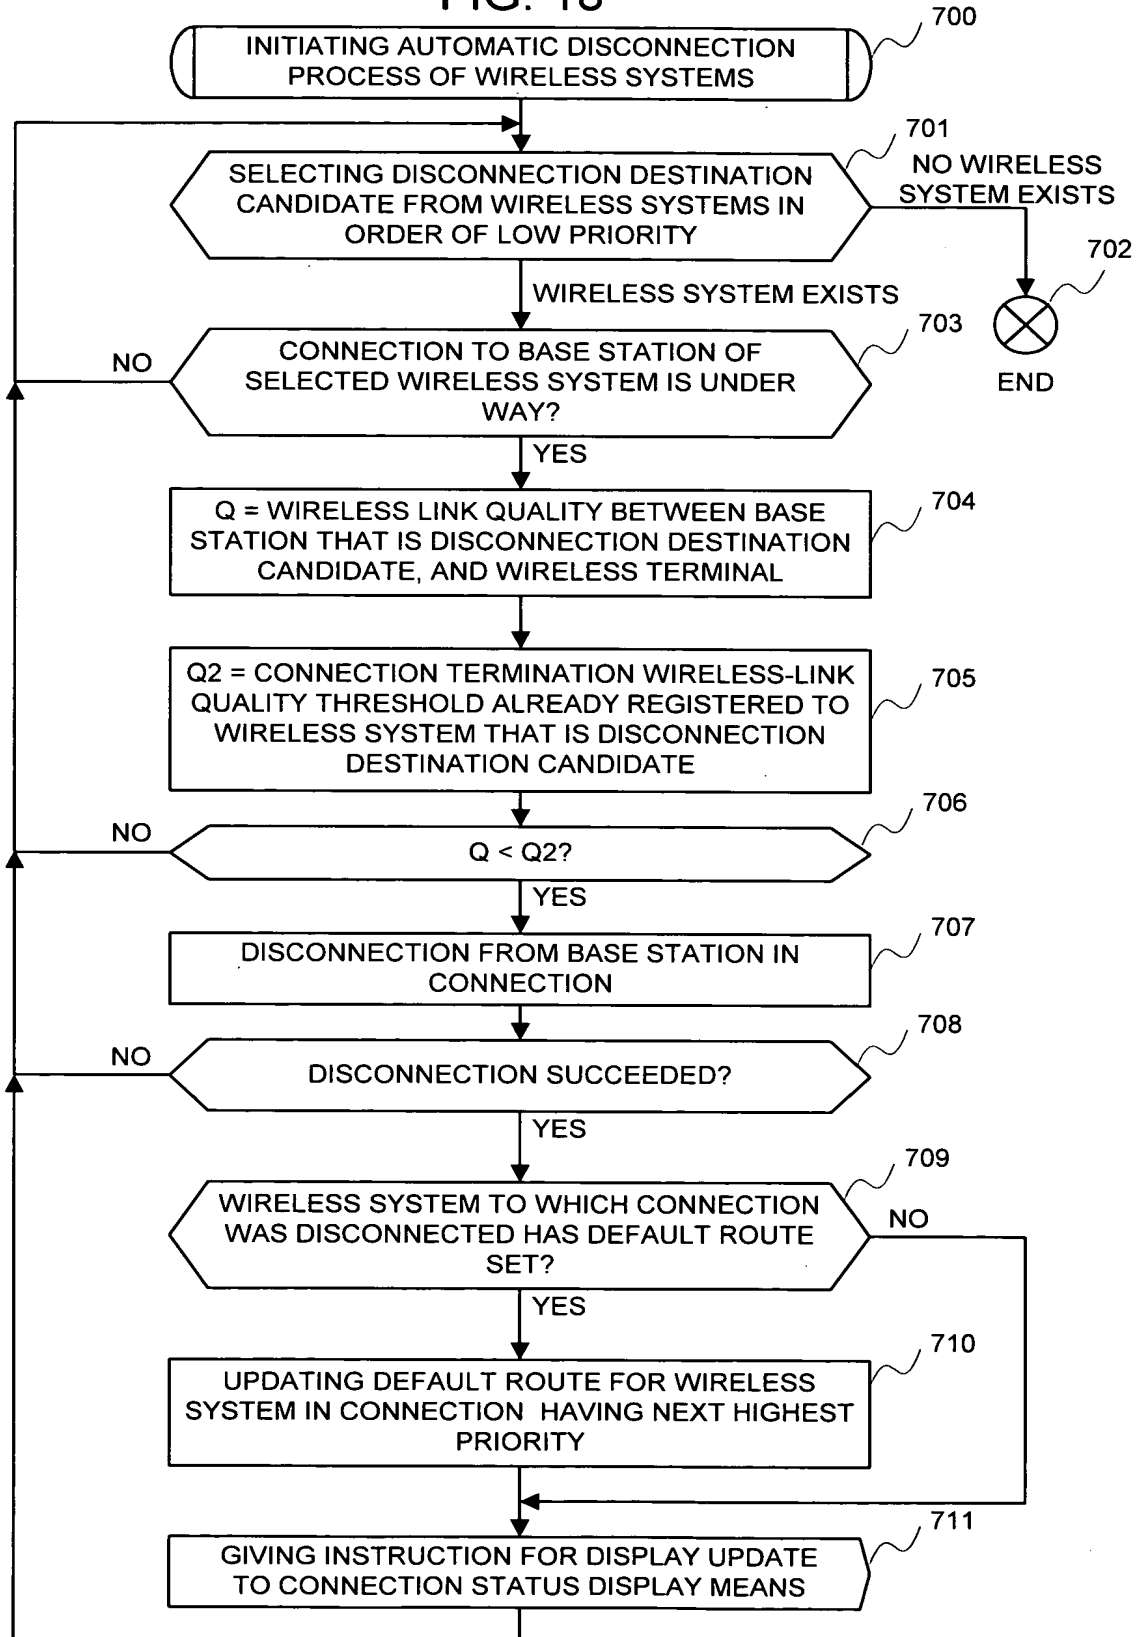 FIG. 18
700
INITIATING AUTOMATIC DISCONNECTION
PROCESS OF WIRELESS SYSTEMS
701
SELECTING DISCONNECTION DESTINATION
CANDIDATE FROM WIRELESS SYSTEMS IN
ORDER OF LOW PRIORITY
NO WIRELESS
SYSTEM EXISTS
702
END
WIRELESS SYSTEM EXISTS
703
NO
CONNECTION TO BASE STATION OF
SELECTED WIRELESS SYSTEM IS UNDER
WAY?
YES
704
Q = WIRELESS LINK QUALITY BETWEEN BASE
STATION THAT IS DISCONNECTION DESTINATION
CANDIDATE, AND WIRELESS TERMINAL
705
Q2 = CONNECTION TERMINATION WIRELESS-LINK
QUALITY THRESHOLD ALREADY REGISTERED TO
WIRELESS SYSTEM THAT IS DISCONNECTION
DESTINATION CANDIDATE
706
NO
Q < Q2?
YES
707
DISCONNECTION FROM BASE STATION IN
CONNECTION
708
NO
DISCONNECTION SUCCEEDED?
YES
709
WIRELESS SYSTEM TO WHICH CONNECTION
WAS DISCONNECTED HAS DEFAULT ROUTE
SET?
NO
YES
710
UPDATING DEFAULT ROUTE FOR WIRELESS
SYSTEM IN CONNECTION HAVING NEXT HIGHEST
PRIORITY
711
GIVING INSTRUCTION FOR DISPLAY UPDATE
TO CONNECTION STATUS DISPLAY MEANS